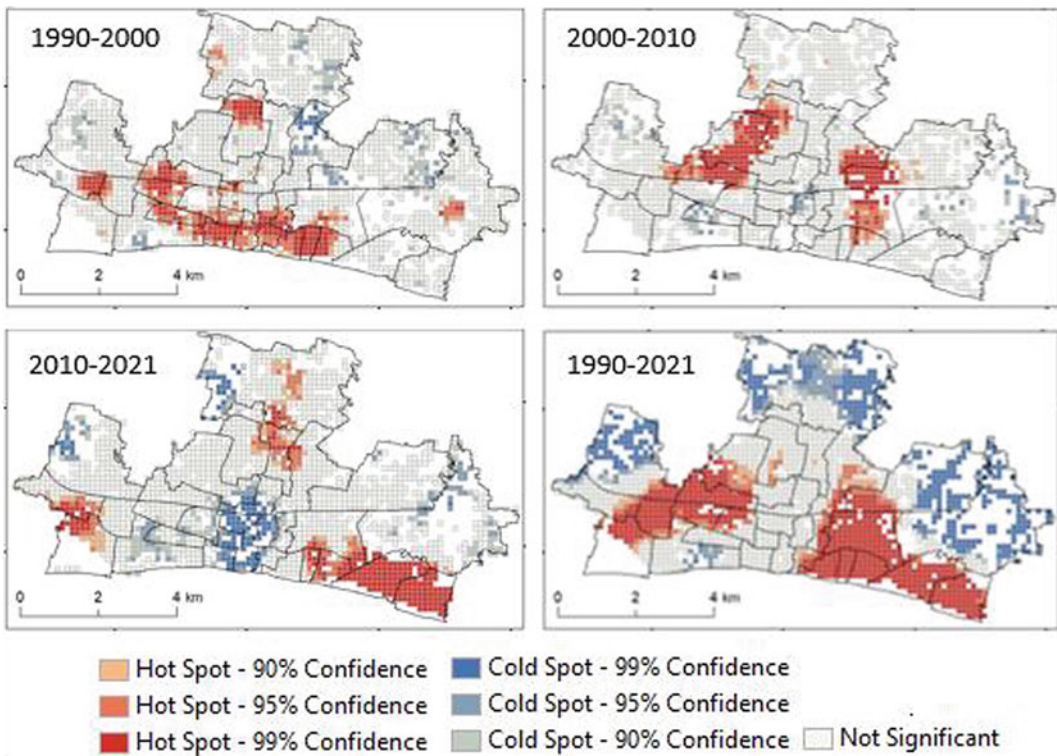 1990-2000
2000-2010
0 2 4 km
0 2 4 km
2010-2021
1990-2021
0 2 4 km
0 2 4 km
Hot Spot - 90% Confidence Cold Spot - 99% Confidence
Hot Spot - 95% Confidence Cold Spot - 95% Confidence
Hot Spot - 99% Confidence Cold Spot - 90% Confidence Not Significant